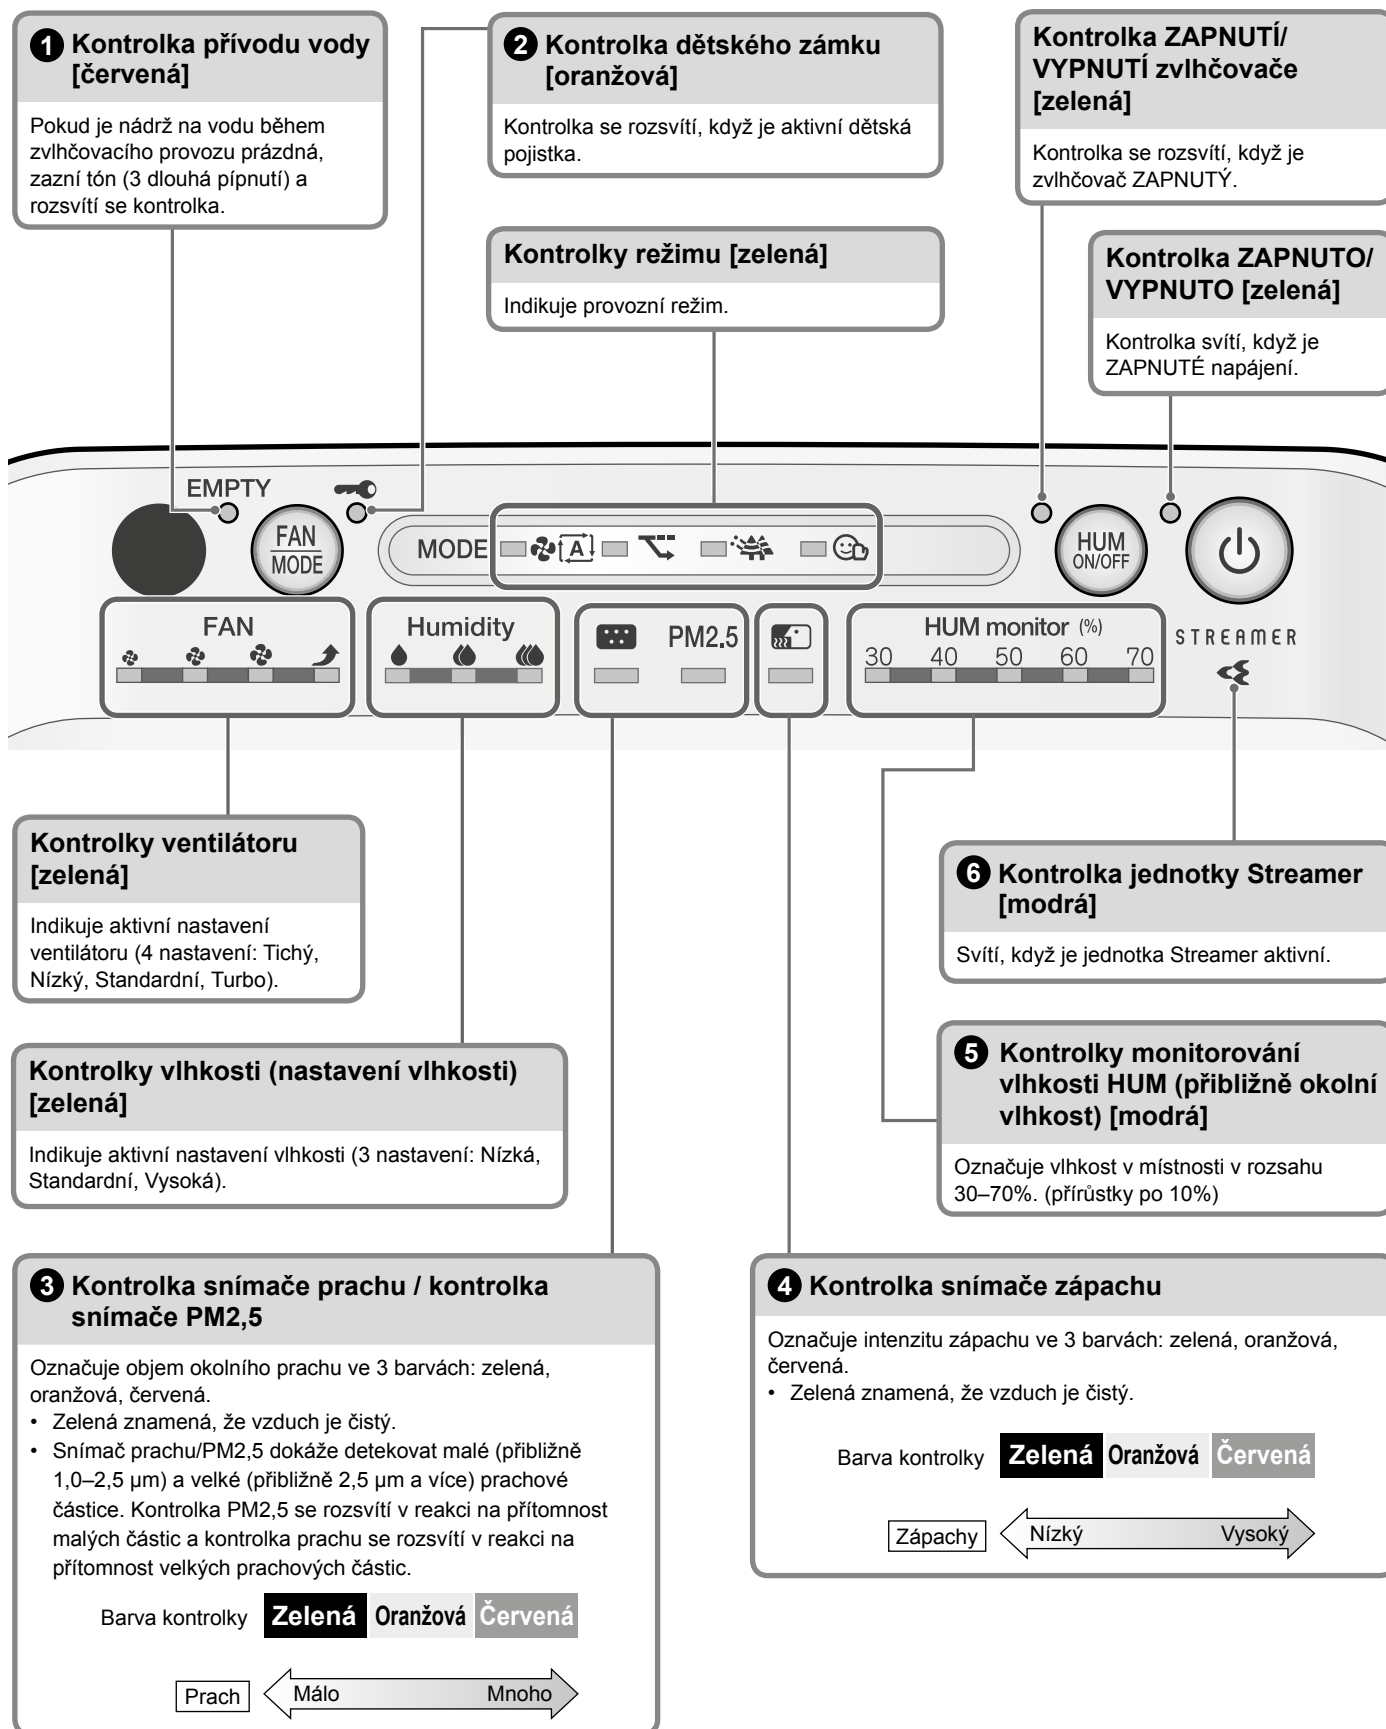 1 Kontrolka přívodu vody
[červená]
Pokud je nádrž na vodu během
zvlhčovacího provozu prázdná,
zazní tón (3 dlouhá pípnutí) a
rozsvítí se kontrolka.
2 Kontrolka dětského zámku
[oranžová]
Kontrolka se rozsvítí, když je aktivní dětská
pojistka.
Kontrolka ZAPNUTÍ/
VYPNUTÍ zvlhčovače
[zelená]
Kontrolka se rozsvítí, když je
zvlhčovač ZAPNUTÝ.
Kontrolky režimu [zelená]
Indikuje provozní režim.
Kontrolka ZAPNUTO/
VYPNUTO [zelená]
Kontrolka svítí, když je
ZAPNUTÉ napájení.
EMPTY
FAN
MODE
MODE
A
HUM
ON/OFF
FAN
Humidity
PM2.5
HUM monitor (%)
30 40 50 60 70
STREAMER
Kontrolky ventilátoru
[zelená]
Indikuje aktivní nastavení
ventilátoru (4 nastavení: Tichý,
Nízký, Standardní, Turbo).
6 Kontrolka jednotky Streamer
[modrá]
Svítí, když je jednotka Streamer aktivní.
Kontrolky vlhkosti (nastavení vlhkosti)
[zelená]
Indikuje aktivní nastavení vlhkosti (3 nastavení: Nízká,
Standardní, Vysoká).
5 Kontrolky monitorování
vlhkosti HUM (přibližně okolní
vlhkost) [modrá]
Označuje vlhkost v místnosti v rozsahu
30–70%. (přírůstky po 10%)
3 Kontrolka snímače prachu / kontrolka
snímače PM2,5
Označuje objem okolního prachu ve 3 barvách: zelená,
oranžová, červená.
• Zelená znamená, že vzduch je čistý.
• Snímač prachu/PM2,5 dokáže detekovat malé (přibližně
1,0–2,5 μm) a velké (přibližně 2,5 μm a více) prachové
částice. Kontrolka PM2,5 se rozsvítí v reakci na přítomnost
malých částic a kontrolka prachu se rozsvítí v reakci na
přítomnost velkých prachových částic.
Barva kontrolky Zelená Oranžová Červená
Prach Málo Mnoho
4 Kontrolka snímače zápachu
Označuje intenzitu zápachu ve 3 barvách: zelená, oranžová,
červená.
• Zelená znamená, že vzduch je čistý.
Barva kontrolky Zelená Oranžová Červená
Zápachy Nízký Vysoký